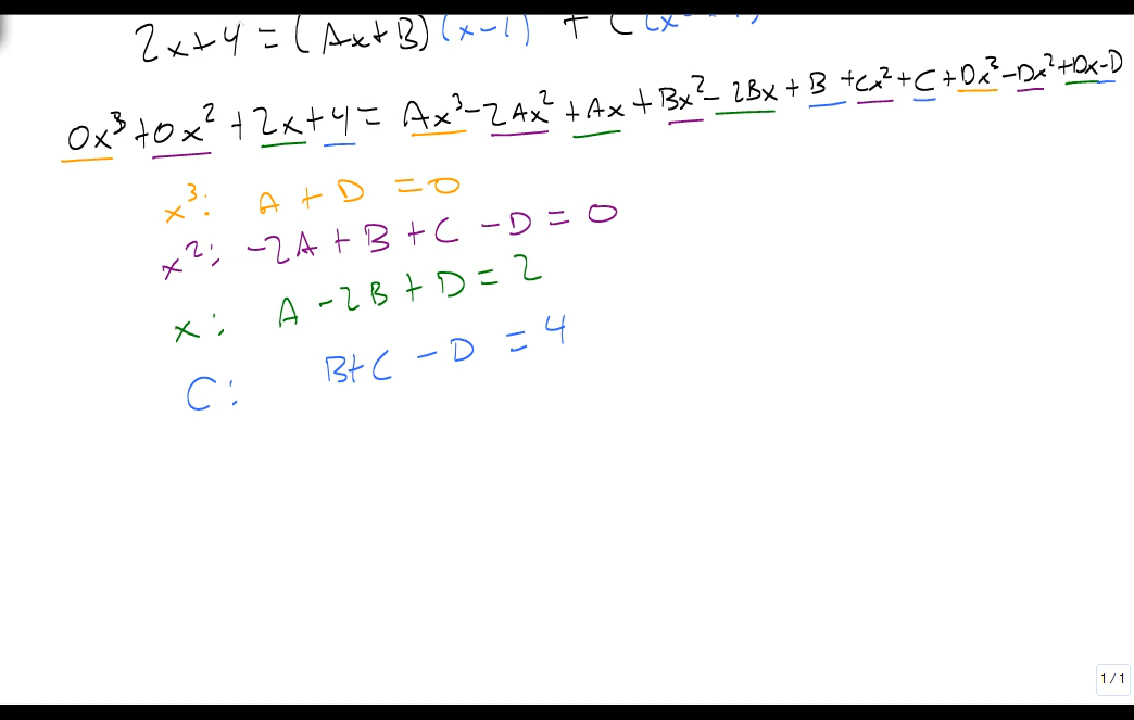 2x+4=(Ax+B)(x-1) + C(x
0x³+0x²+2x+4= Ax³-2Ax²+Ax+Bx²-2Bx+B+Cx²+C+Dx³-Dx²+Dx-D
x³: A+D=0
x²: -2A+B+C-D=0
x: A-2B+D=2
C: B+C-D=4
1/1